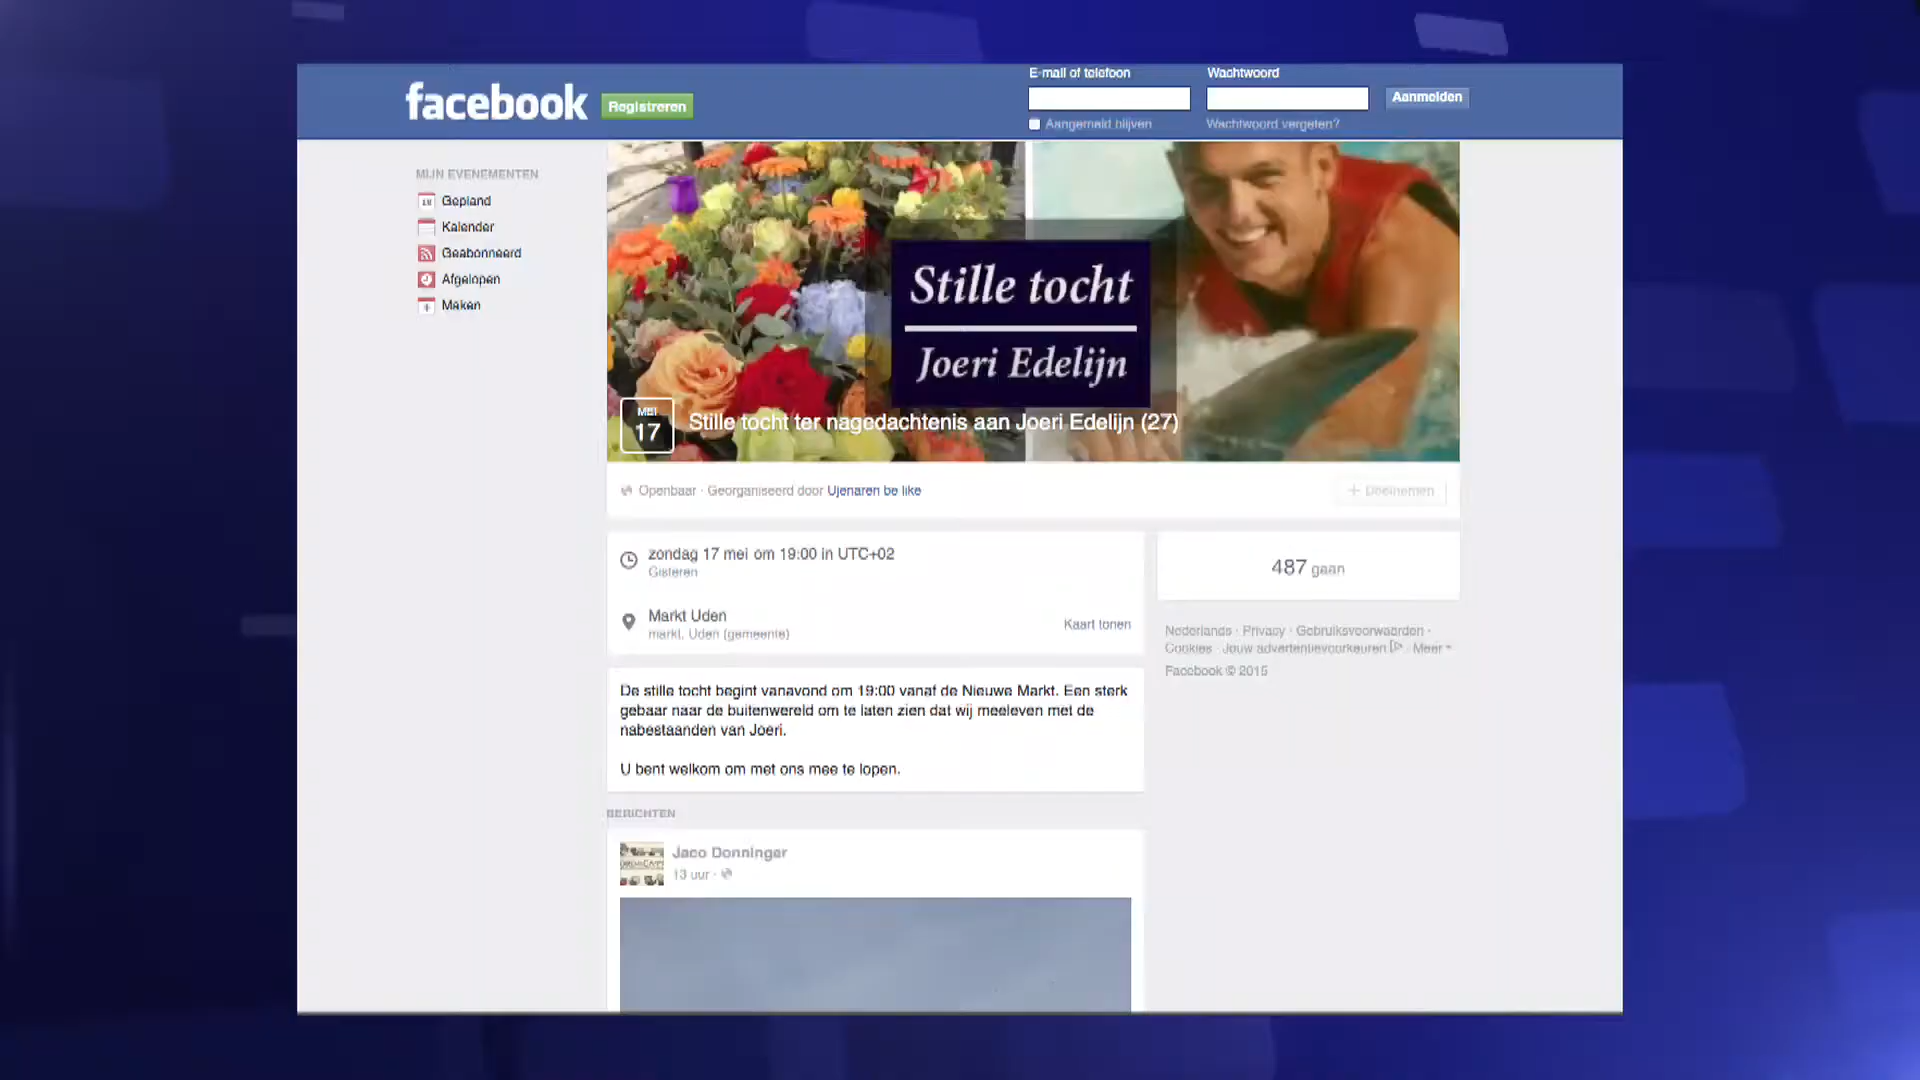 facebook
Registreren
E-mail of telefoon
Wachtwoord
Aanmelden
Aangemeld blijven
Wachtwoord vergeten?
MIJN EVENEMENTEN
Gepland
Kalender
Geabonneerd
Afgelopen
Maken
Stille tocht
Joeri Edelijn
MEI
17
Stille tocht ter nagedachtenis aan Joeri Edelijn (27)
Openbaar · Georganiseerd door Ujenaren be like
+ Deelnemen
zondag 17 mei om 19:00 in UTC+02
Gisteren
Markt Uden
markt, Uden (gemeente)
Kaart tonen
487 gaan
Nederlands · Privacy · Gebruiksvoorwaarden ·
Cookies · Jouw advertentievoorkeuren · Meer
Facebook © 2015
De stille tocht begint vanavond om 19:00 vanaf de Nieuwe Markt. Een sterk
gebaar naar de buitenwereld om te laten zien dat wij meeleven met de
nabestaanden van Joeri.
U bent welkom om met ons mee te lopen.
BERICHTEN
Jaco Donninger
13 uur ·